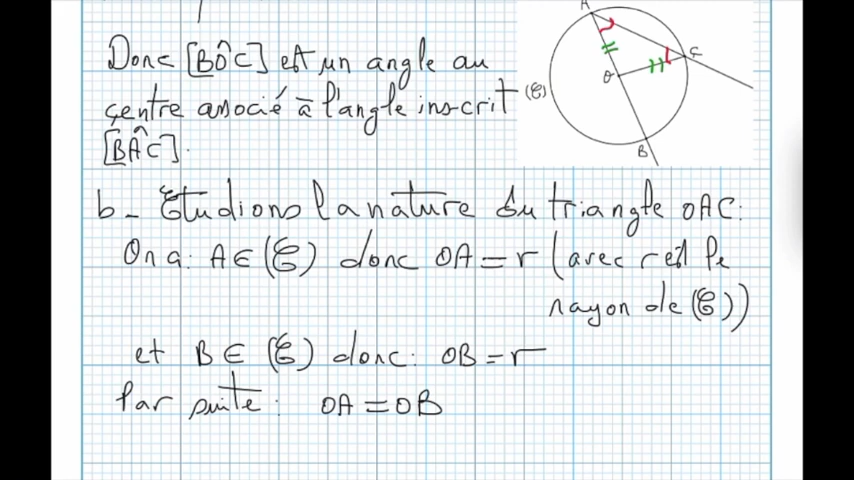 Donc [BÔC] est un angle au
centre associé à l'angle inscrit
[BÂC].
A
C
O
(C)
B
b- Etudions la nature du triangle OAC:
On a: A ∈ (C) donc OA = r (avec r est le
rayon de (C))
et B ∈ (C) donc: OB = r
Par suite: OA = OB